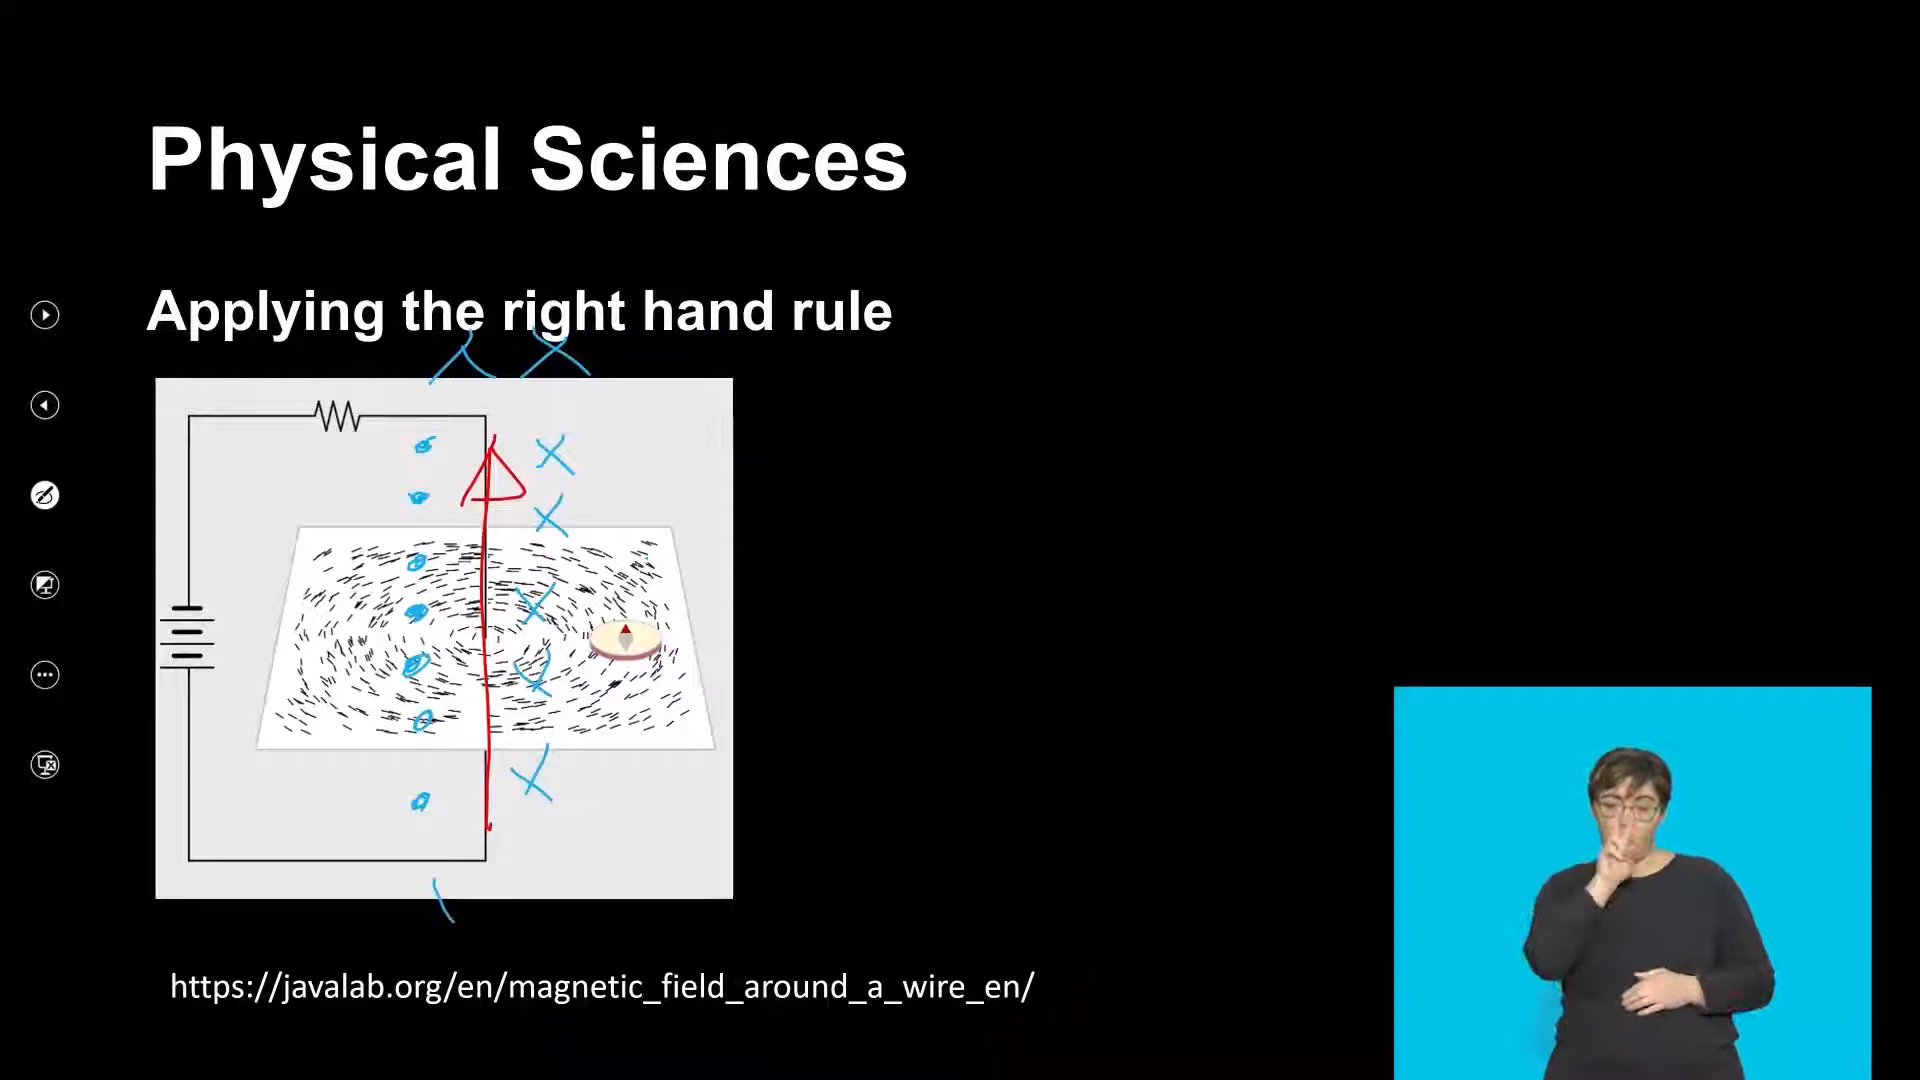 Physical Sciences
Applying the right hand rule
https://javalab.org/en/magnetic_field_around_a_wire_en/